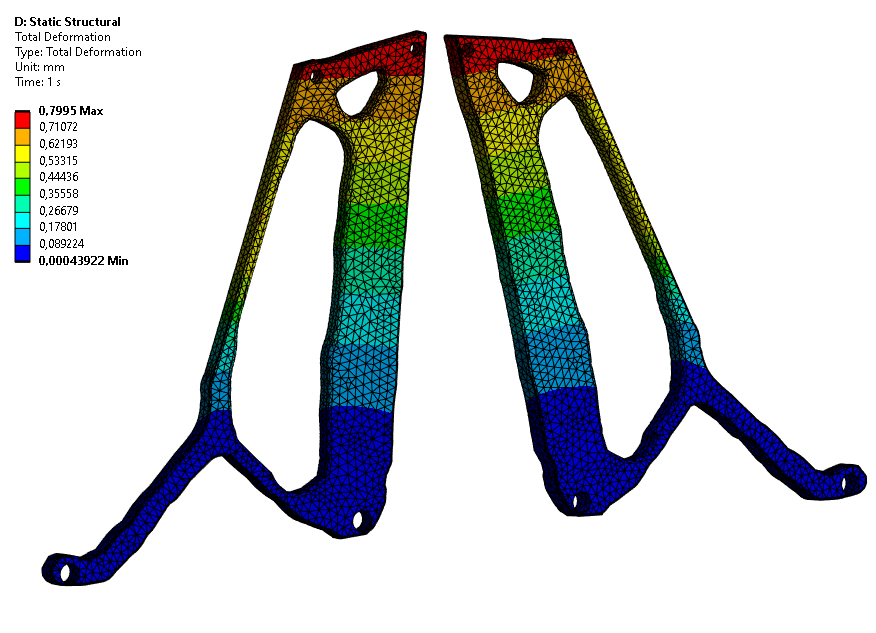 D: Static Structural
Total Deformation
Type: Total Deformation
Unit: mm
Time: 1 s
0,7995 Max
0,71072
0,62193
0,53315
0,44436
0,35558
0,26679
0,17801
0,089224
0,00043922 Min